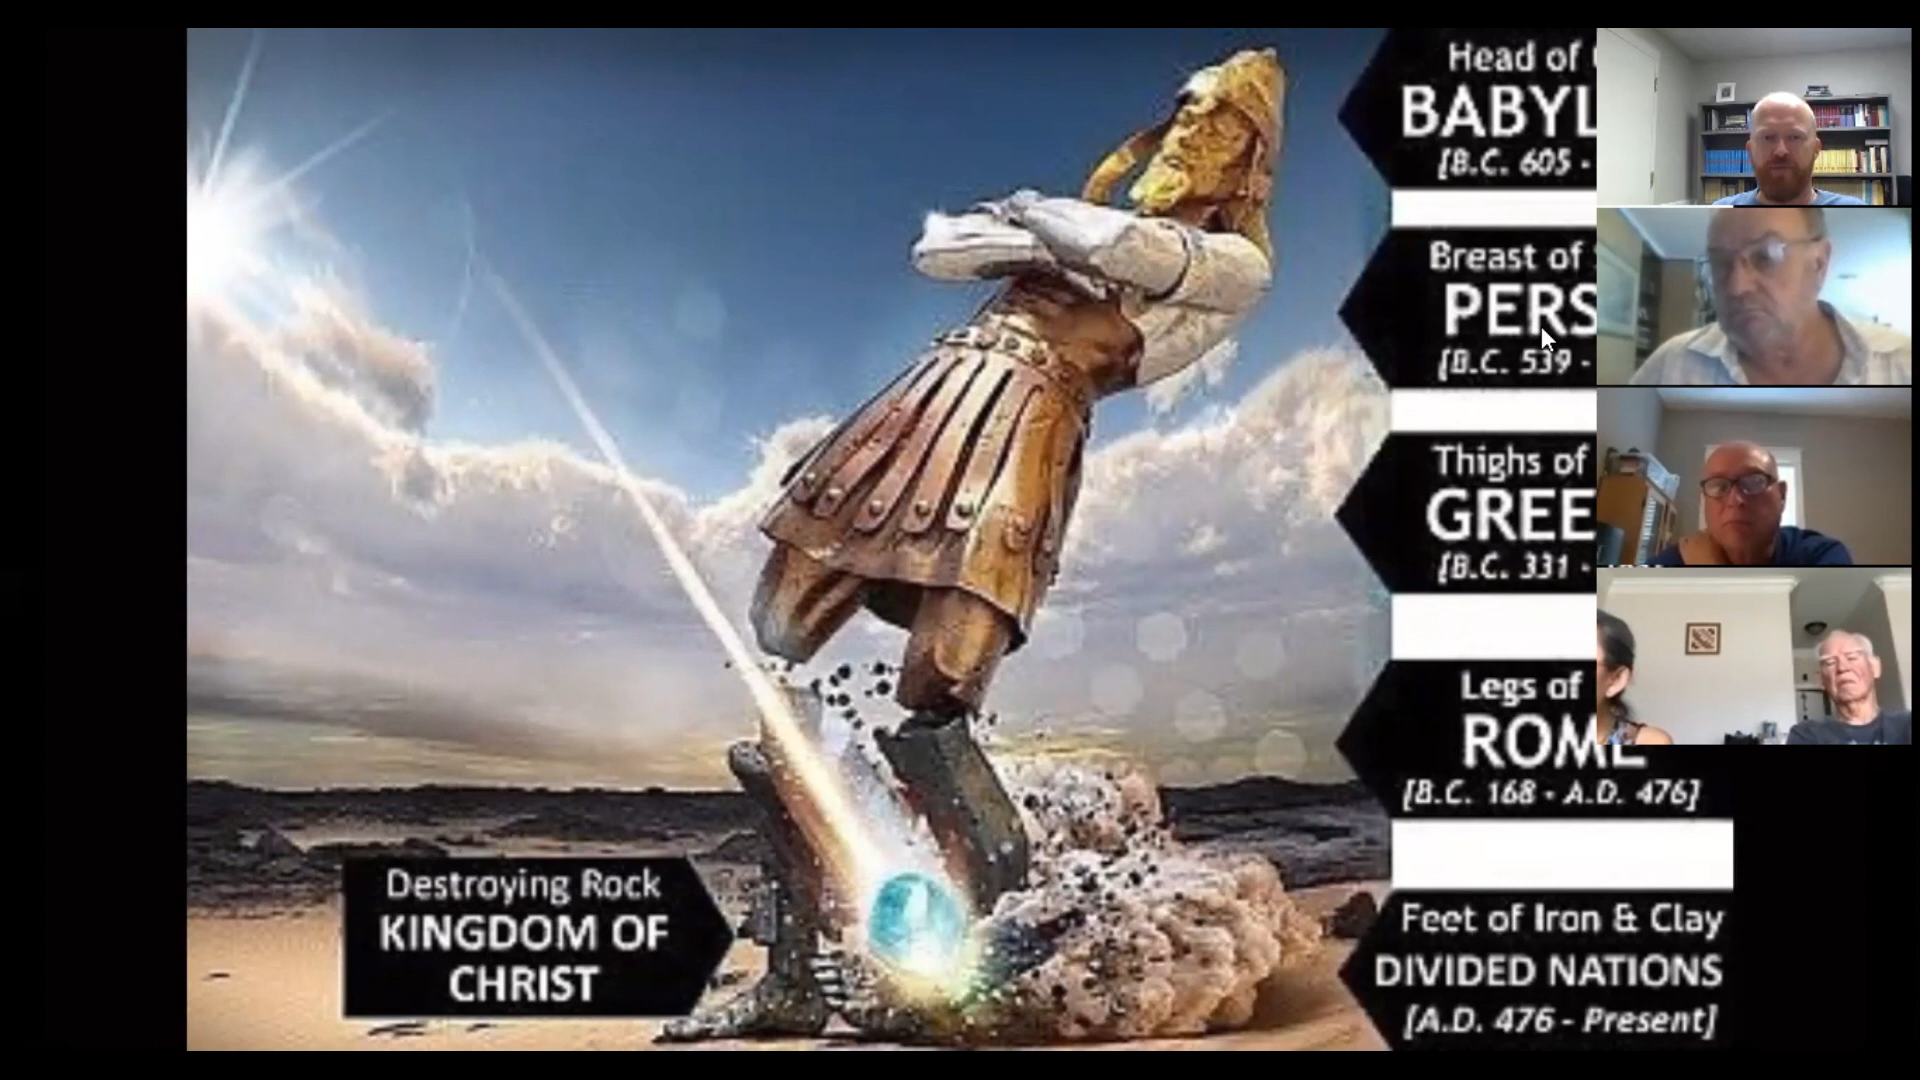 Head of
BABYL
[B.C. 605 -
Breast of
PERS
[B.C. 539 -
Thighs of
GREE
[B.C. 331 -
Legs of
ROME
[B.C. 168 - A.D. 476]
Destroying Rock
KINGDOM OF
CHRIST
Feet of Iron & Clay
DIVIDED NATIONS
[A.D. 476 - Present]